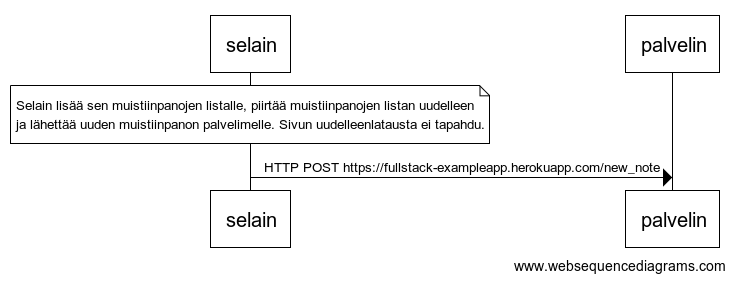 selain
palvelin
Selain lisää sen muistiinpanojen listalle, piirtää muistiinpanojen listan uudelleen
ja lähettää uuden muistiinpanon palvelimelle. Sivun uudelleenlatausta ei tapahdu.
HTTP POST https://fullstack-exampleapp.herokuapp.com/new_note
selain
palvelin
www.websequencediagrams.com